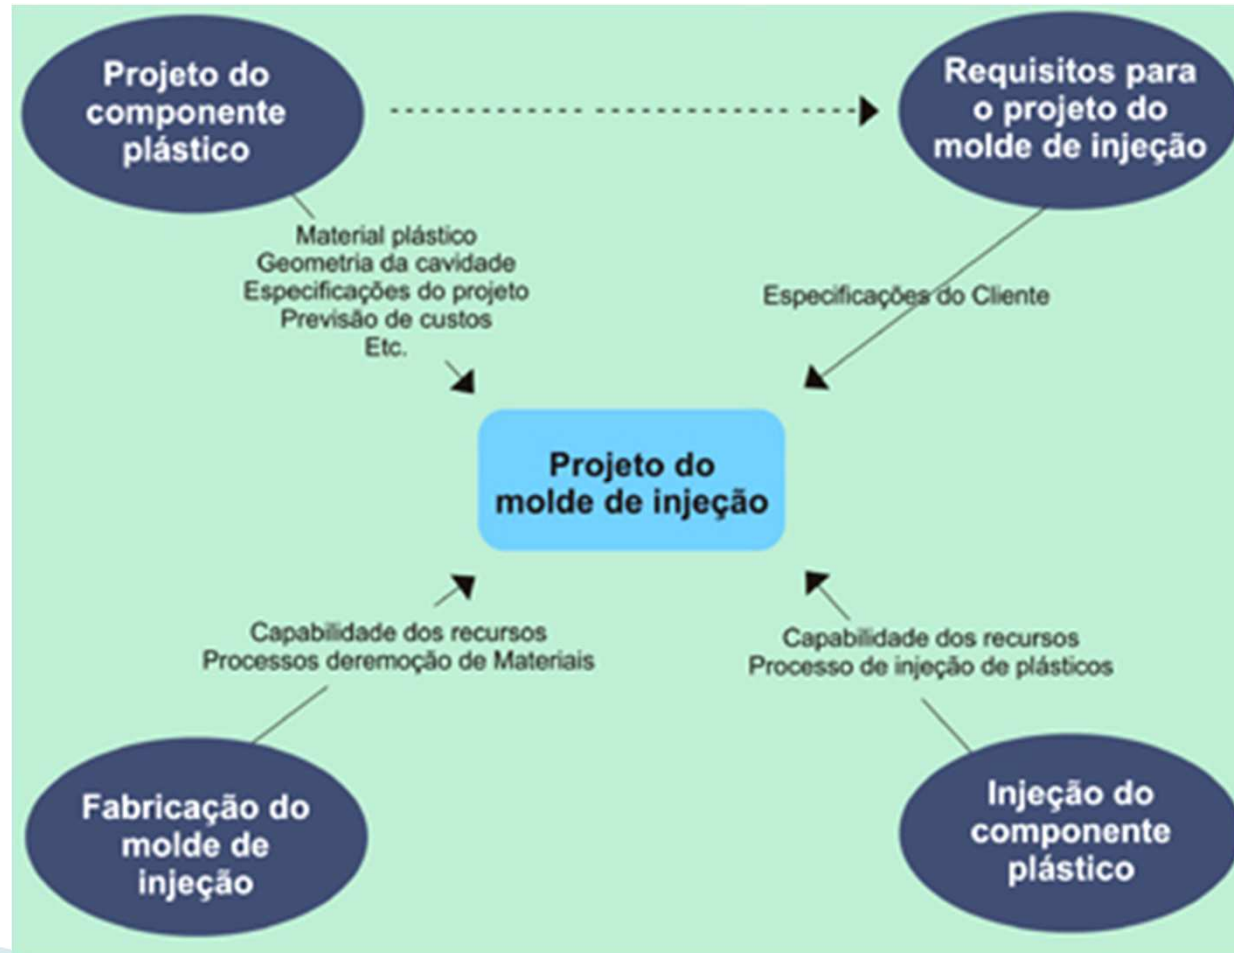 Projeto do
componente
plástico
Requisitos para
o projeto do
molde de injeção
Material plástico
Geometria da cavidade
Especificações do projeto
Previsão de custos
Etc.
Especificações do Cliente
Projeto do
molde de injeção
Capabilidade dos recursos
Processos deremoção de Materiais
Capabilidade dos recursos
Processo de injeção de plásticos
Fabricação do
molde de
injeção
Injeção do
componente
plástico